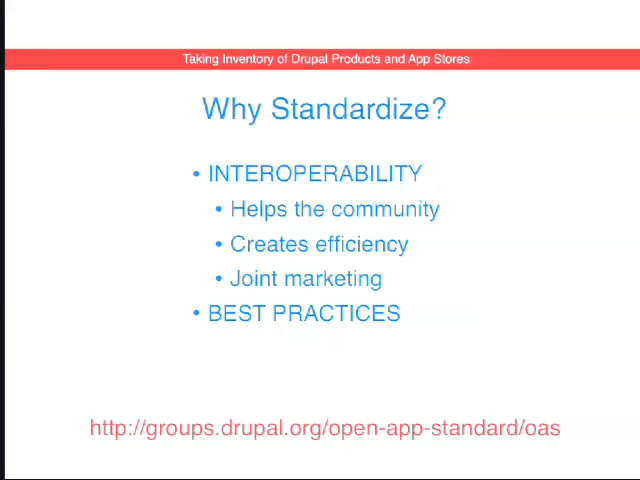 Taking Inventory of Drupal Products and App Stores
Why Standardize?
• INTEROPERABILITY
• Helps the community
• Creates efficiency
• Joint marketing
• BEST PRACTICES
http://groups.drupal.org/open-app-standard/oas